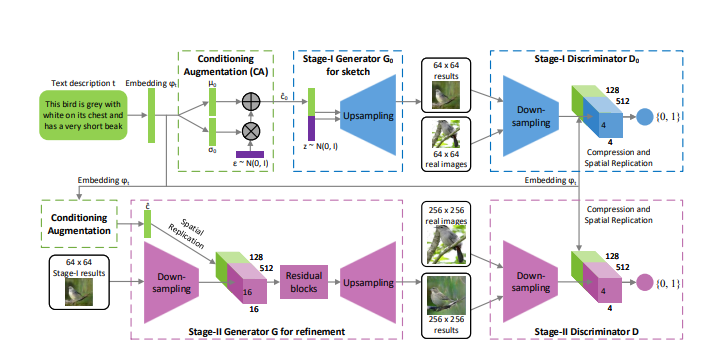 Text description t
This bird is grey with
white on its chest and
has a very short beak
Embedding φt
Conditioning
Augmentation (CA)
μ0
σ0
ε ~ N(0, I)
ĉ0
Stage-I Generator G0
for sketch
z ~ N(0, I)
Upsampling
64 x 64
results
64 x 64
real images
Stage-I Discriminator D0
Down-
sampling
128
512
4
4
{0, 1}
Compression and
Spatial Replication
Embedding φt
Embedding φt
Conditioning
Augmentation
ĉ
Spatial
Replication
64 x 64
Stage-I results
Down-
sampling
128
512
16
16
Residual
blocks
Upsampling
Stage-II Generator G for refinement
256 x 256
real images
256 x 256
results
Compression and
Spatial Replication
Down-
sampling
128
512
4
4
{0, 1}
Stage-II Discriminator D